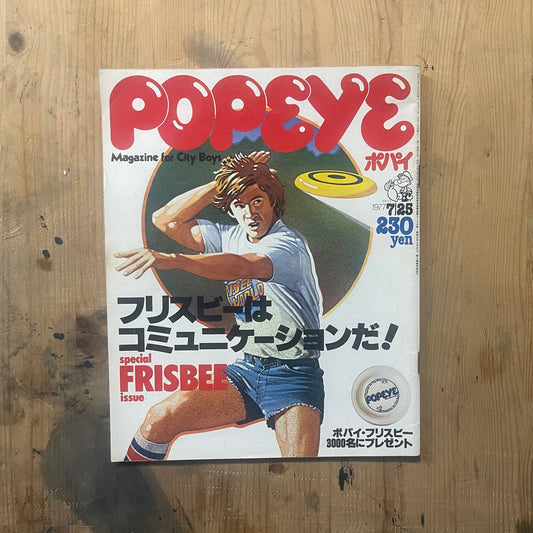 POPEYE
Magazine for City Boys
ポパイ
1977
7/25
230
yen
フリスビーは
コミュニケーションだ!
special
FRISBEE
issue
POPEYE
ポパイ・フリスビー
3000名にプレゼント